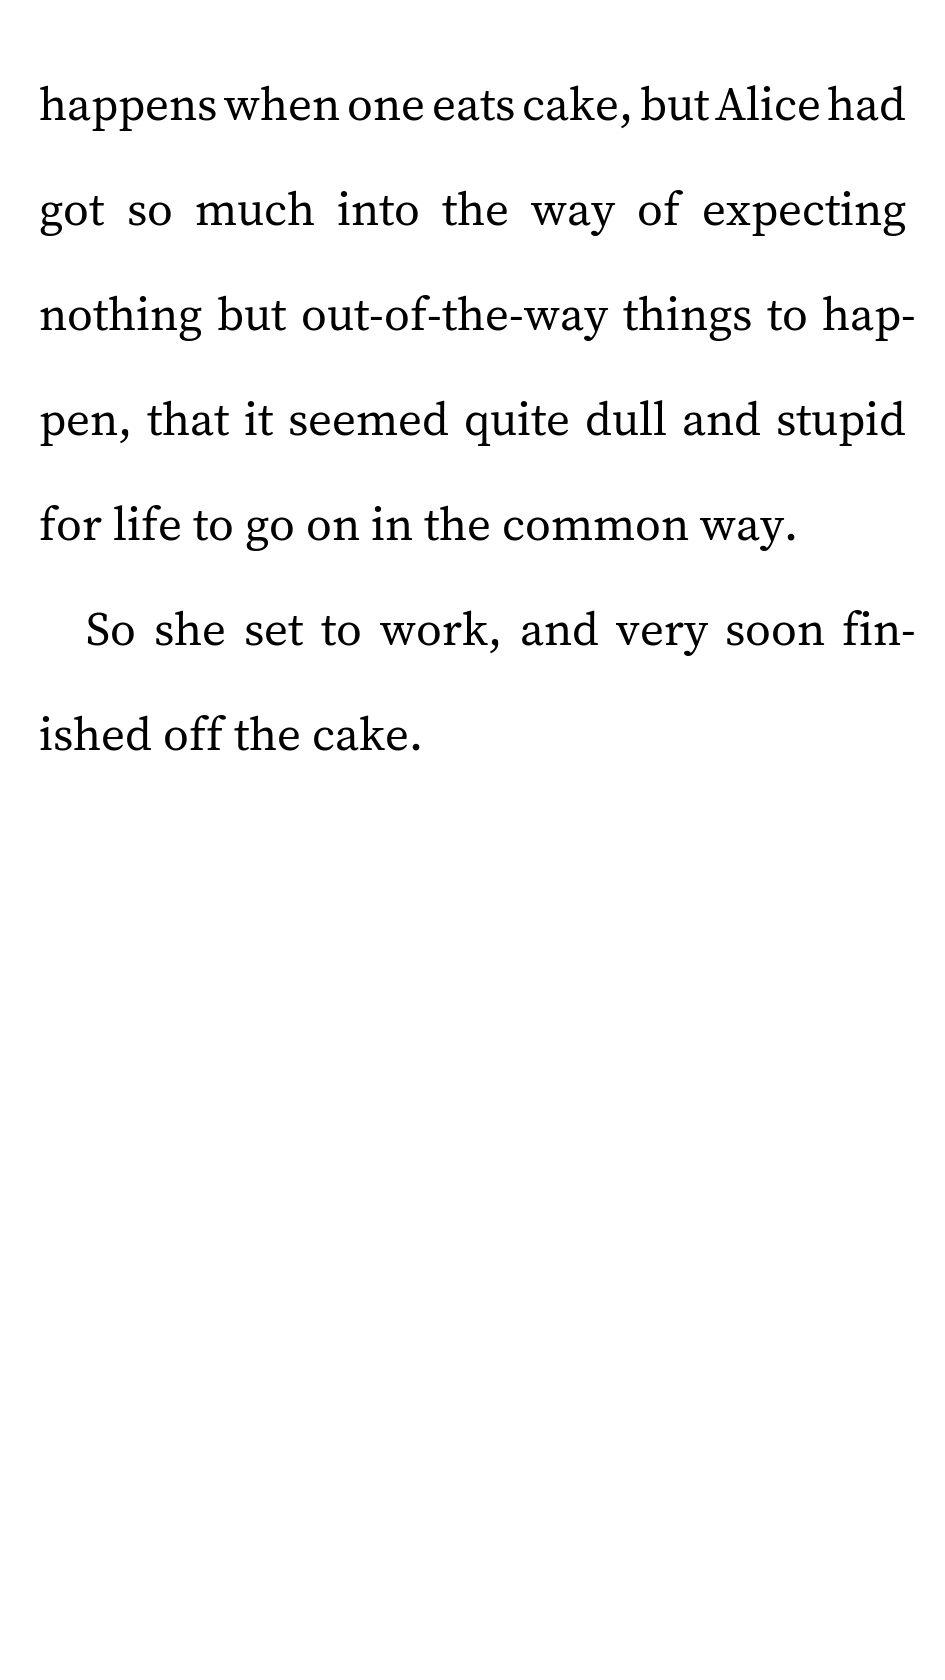 happens when one eats cake, but Alice had
got so much into the way of expecting
nothing but out-of-the-way things to hap-
pen, that it seemed quite dull and stupid
for life to go on in the common way.
So she set to work, and very soon fin-
ished off the cake.